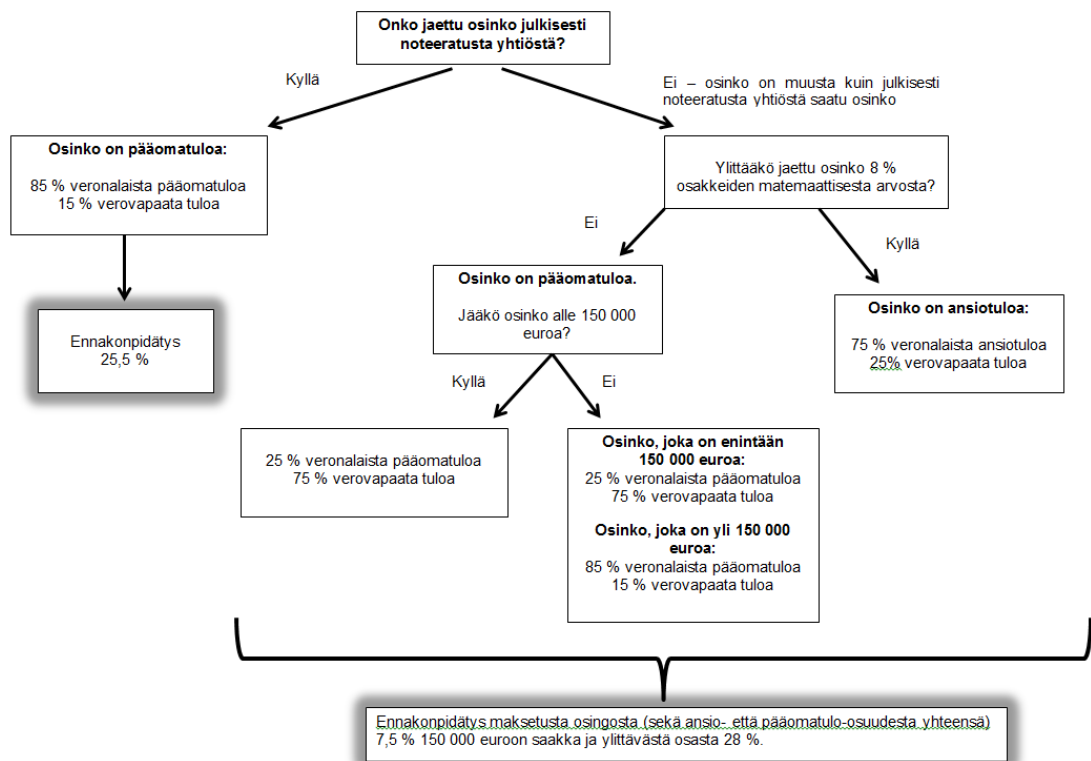 Onko jaettu osinko julkisesti
noteeratusta yhtiöstä?
Kyllä
Ei – osinko on muusta kuin julkisesti
noteeratusta yhtiöstä saatu osinko
Osinko on pääomatuloa:
85 % veronalaista pääomatuloa
15 % verovapaata tuloa
Ylittääkö jaettu osinko 8 %
osakkeiden matemaattisesta arvosta?
Ei
Kyllä
Ennakonpidätys
25,5 %
Osinko on pääomatuloa.
Jääkö osinko alle 150 000
euroa?
Osinko on ansiotuloa:
75 % veronalaista ansiotuloa
25% verovapaata tuloa
Kyllä
Ei
25 % veronalaista pääomatuloa
75 % verovapaata tuloa
Osinko, joka on enintään
150 000 euroa:
25 % veronalaista pääomatuloa
75 % verovapaata tuloa
Osinko, joka on yli 150 000
euroa:
85 % veronalaista pääomatuloa
15 % verovapaata tuloa
Ennakonpidätys maksetusta osingosta (sekä ansio- että pääomatulo-osuudesta yhteensä)
7,5 % 150 000 euroon saakka ja ylittävästä osasta 28 %.